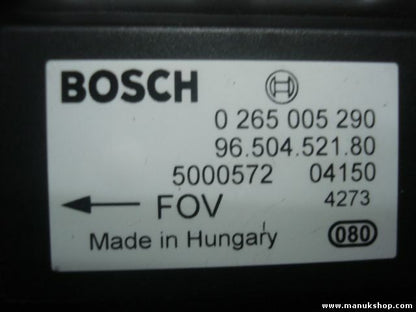 BOSCH
0 265 005 290
96.504.521.80
5000572 04150
FOV 4273
Made in Hungary 080
www.manukshop.com